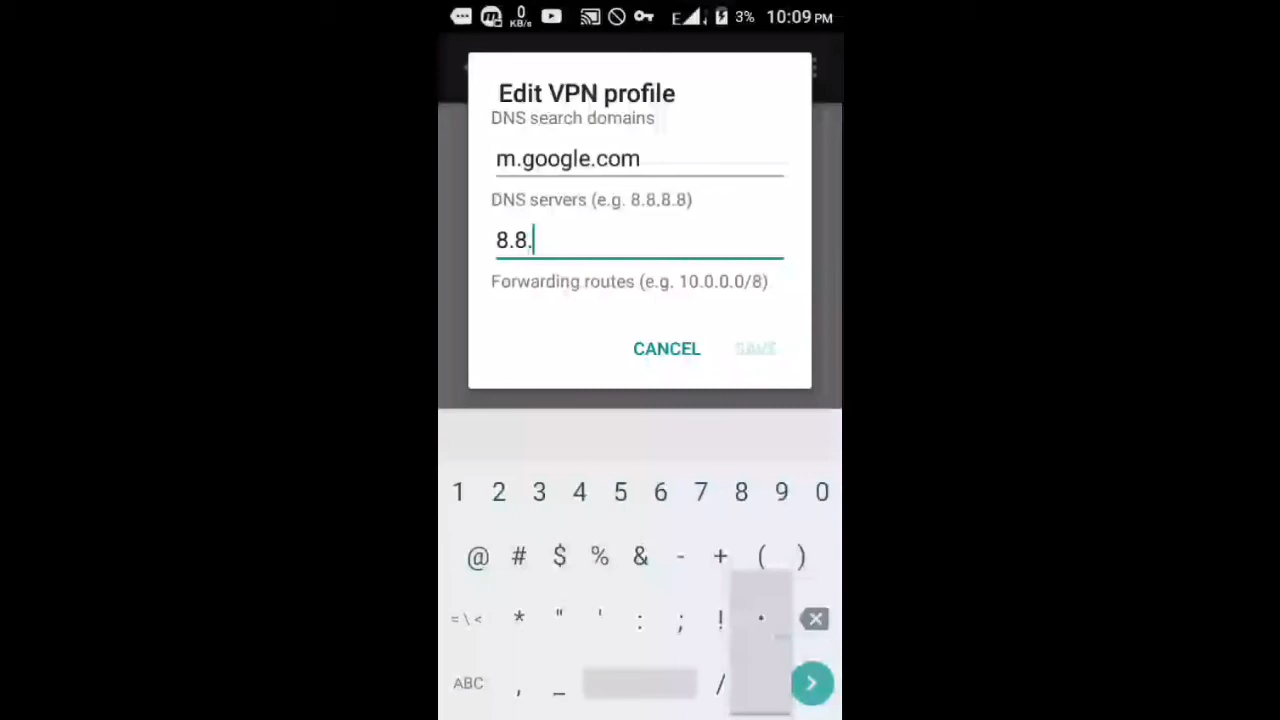 0 KB/s E 3% 10:09 PM
Edit VPN profile
DNS search domains
m.google.com
DNS servers (e.g. 8.8.8.8)
8.8.
Forwarding routes (e.g. 10.0.0.0/8)
CANCEL SAVE
1 2 3 4 5 6 7 8 9 0
@ # $ % & - + ( )
= \ < * " ' : ; ! .
ABC , _ /